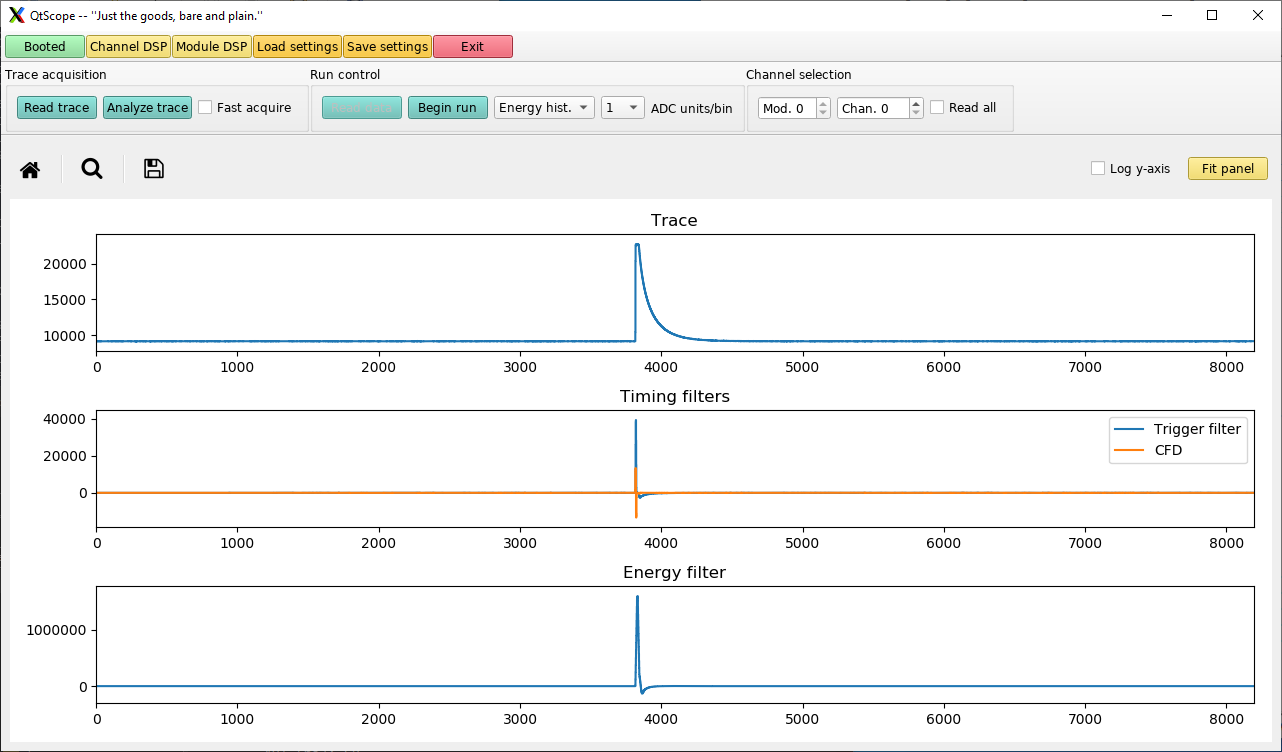 QtScope -- "Just the goods, bare and plain."
Booted Channel DSP Module DSP Load settings Save settings Exit
Trace acquisition Run control Channel selection
Read trace Analyze trace Fast acquire Read data Begin run Energy hist. 1 ADC units/bin Mod. 0 Chan. 0 Read all
Log y-axis Fit panel
Trace
20000
15000
10000
0 1000 2000 3000 4000 5000 6000 7000 8000
Timing filters
40000
20000
0
Trigger filter
CFD
0 1000 2000 3000 4000 5000 6000 7000 8000
Energy filter
1000000
0
0 1000 2000 3000 4000 5000 6000 7000 8000